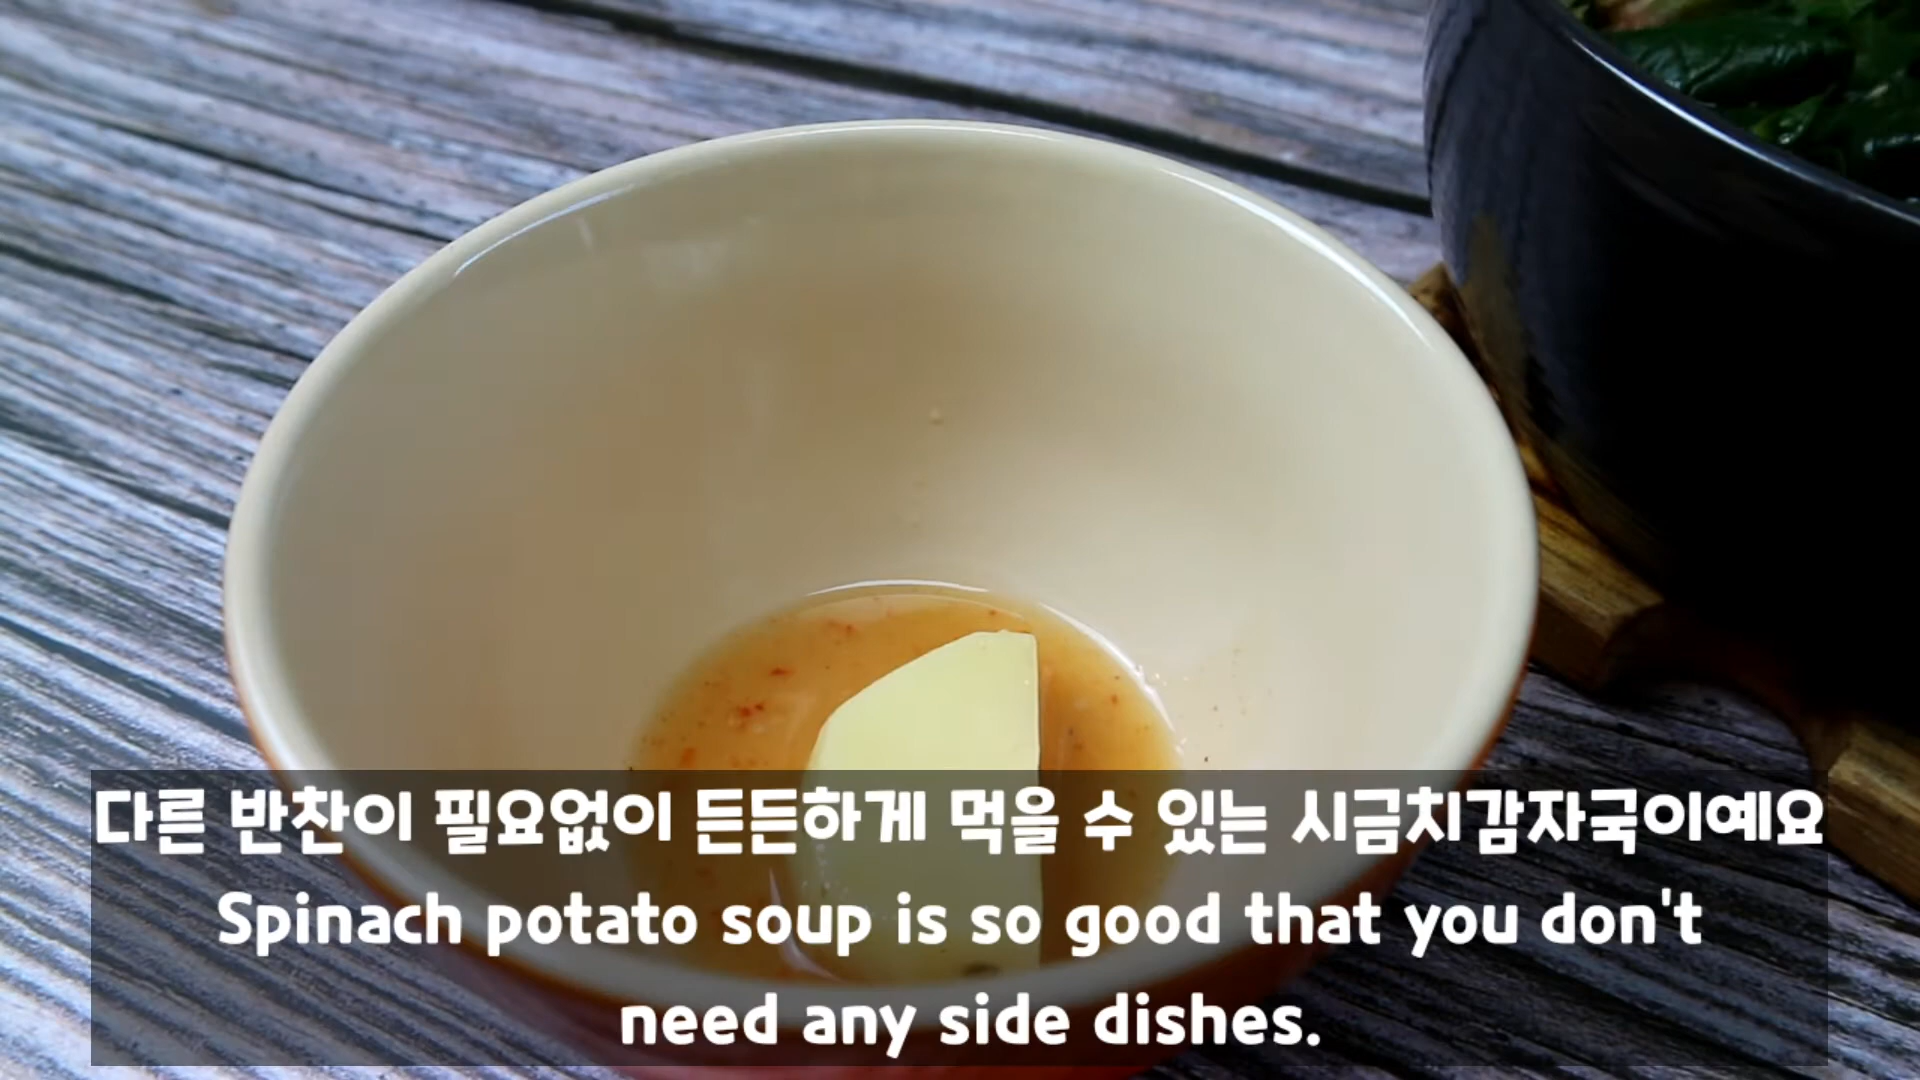 다른 반찬이 필요없이 든든하게 먹을 수 있는 시금치감자국이예요
Spinach potato soup is so good that you don't
need any side dishes.